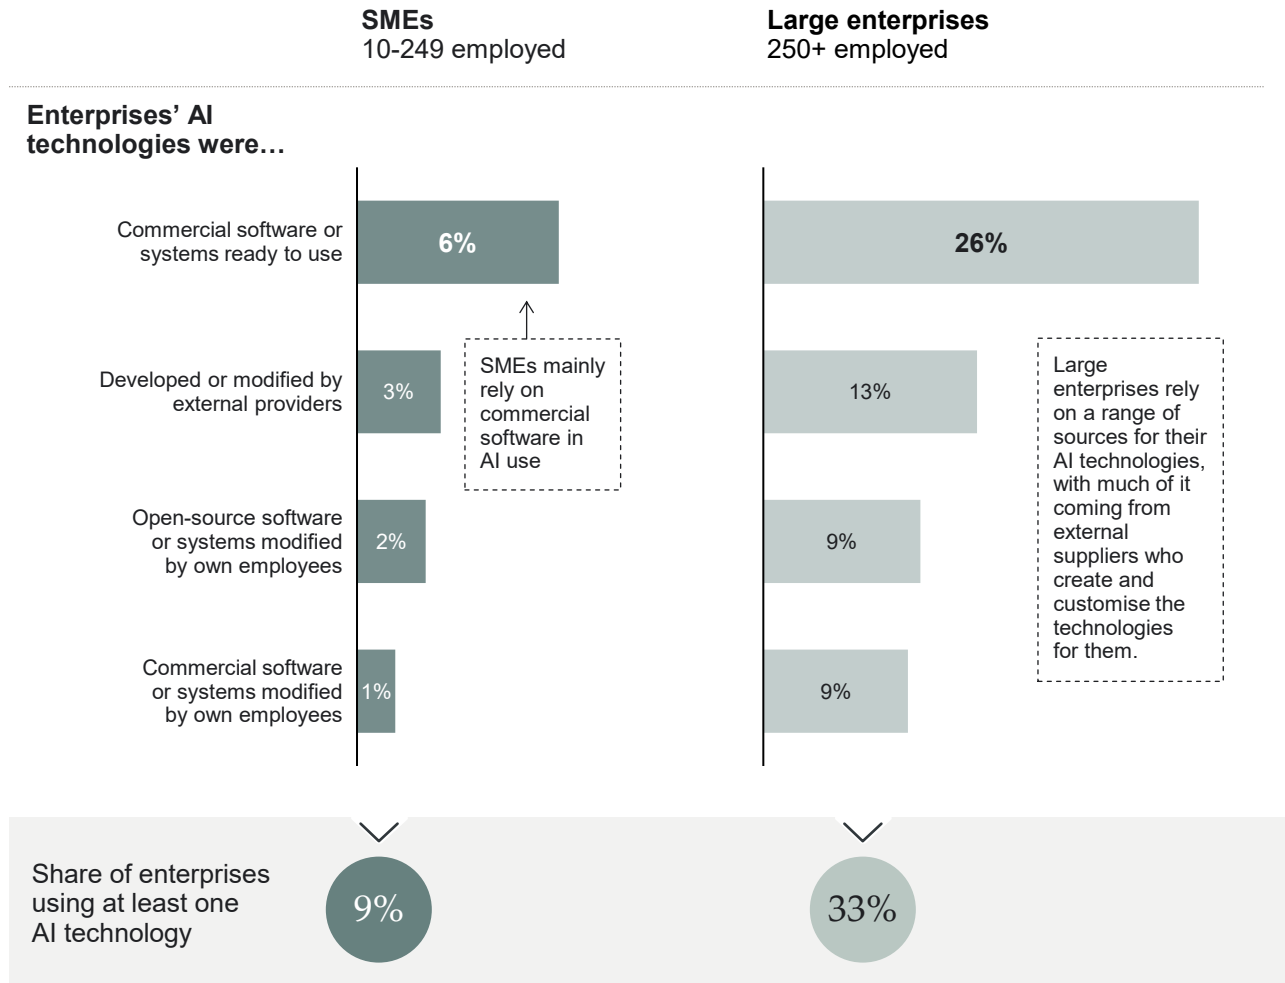 SMEs
10-249 employed
Large enterprises
250+ employed
Enterprises’ AI
technologies were…
Commercial software or
systems ready to use
6%
26%
Developed or modified by
external providers
3%
13%
SMEs mainly
rely on
commercial
software in
AI use
Large
enterprises rely
on a range of
sources for their
AI technologies,
with much of it
coming from
external
suppliers who
create and
customise the
technologies
for them.
Open-source software
or systems modified
by own employees
2%
9%
Commercial software
or systems modified
by own employees
1%
9%
Share of enterprises
using at least one
AI technology
9%
33%